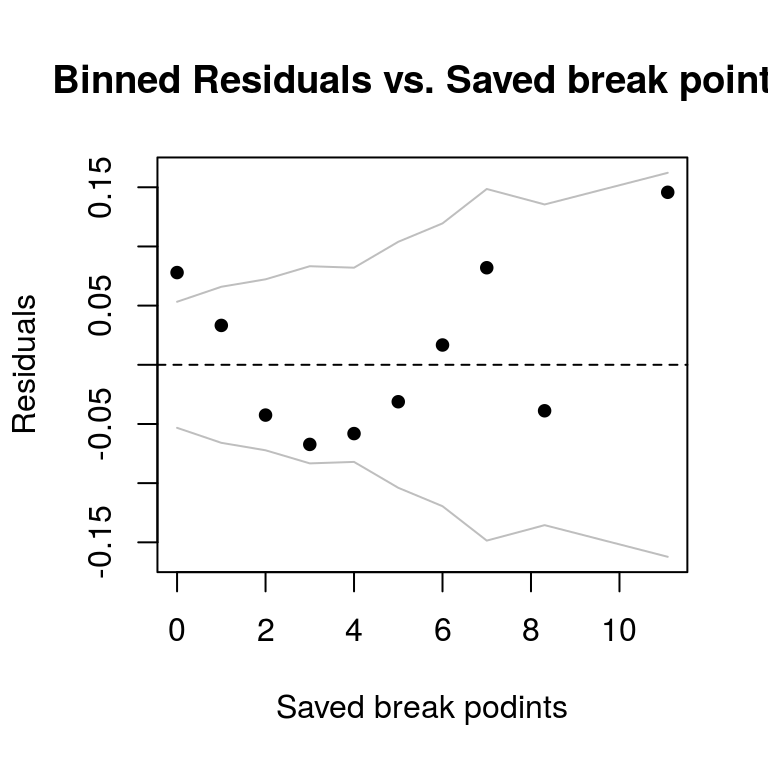 Binned Residuals vs. Saved break point
0.15
0.05
-0.05
-0.15
Residuals
0 2 4 6 8 10
Saved break podints